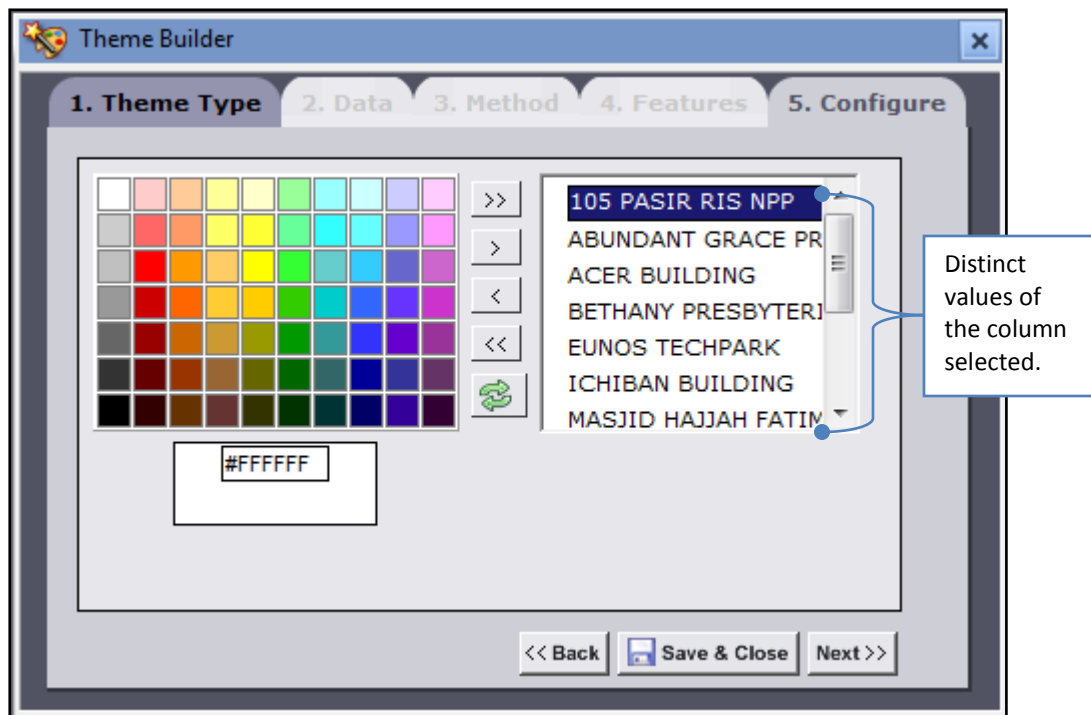 Theme Builder
1. Theme Type 2. Data 3. Method 4. Features 5. Configure
>>
>
<
<<
105 PASIR RIS NPP
ABUNDANT GRACE PR
ACER BUILDING
BETHANY PRESBYTERI
EUNOS TECHPARK
ICHIBAN BUILDING
MASJID HAJJAH FATIM
Distinct
values of
the column
selected.
#FFFFFF
<< Back Save & Close Next >>